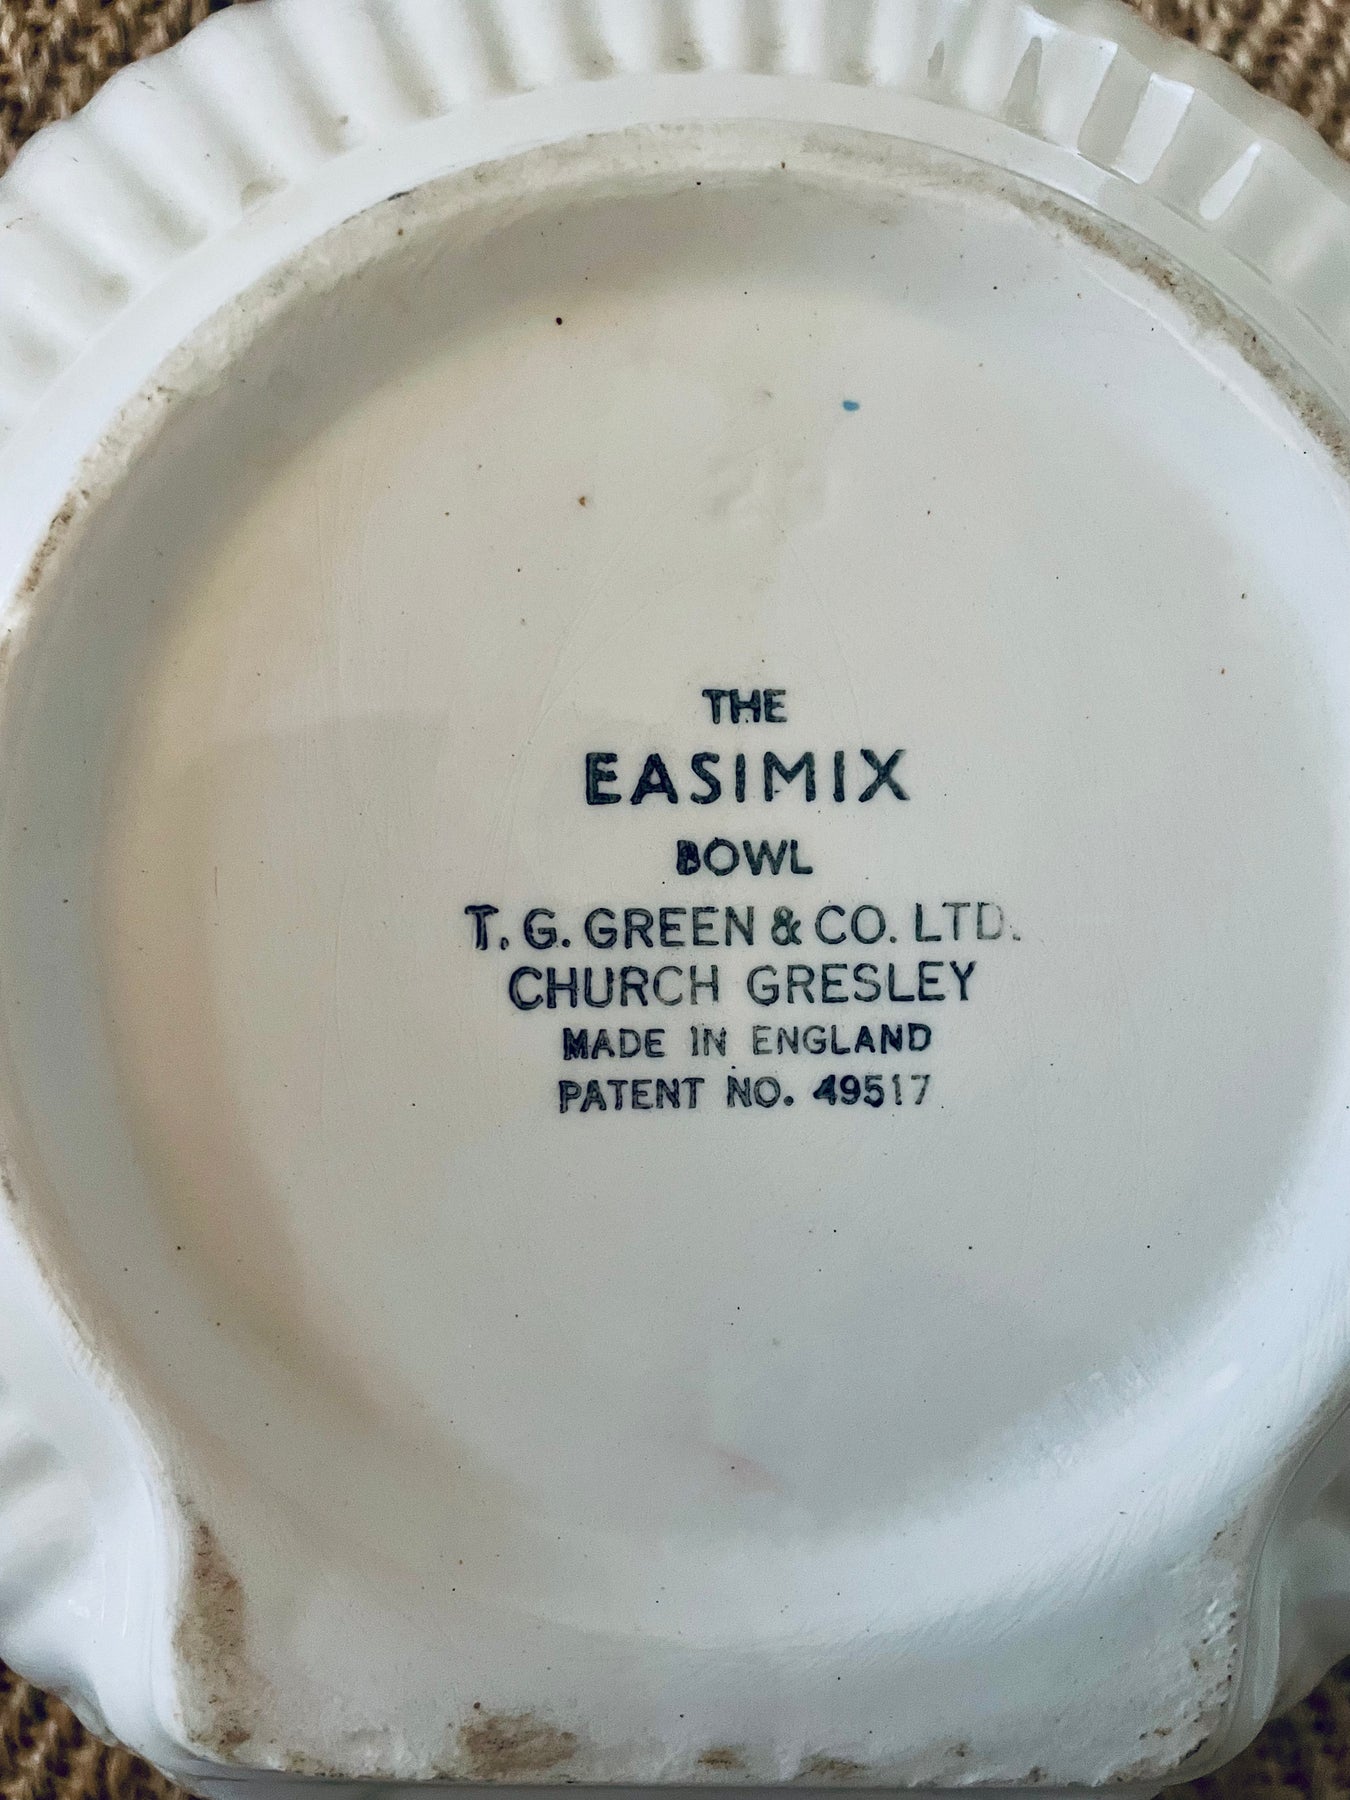 THE
EASIMIX
BOWL
T. G. GREEN & CO. LTD.
CHURCH GRESLEY
MADE IN ENGLAND
PATENT NO. 49517